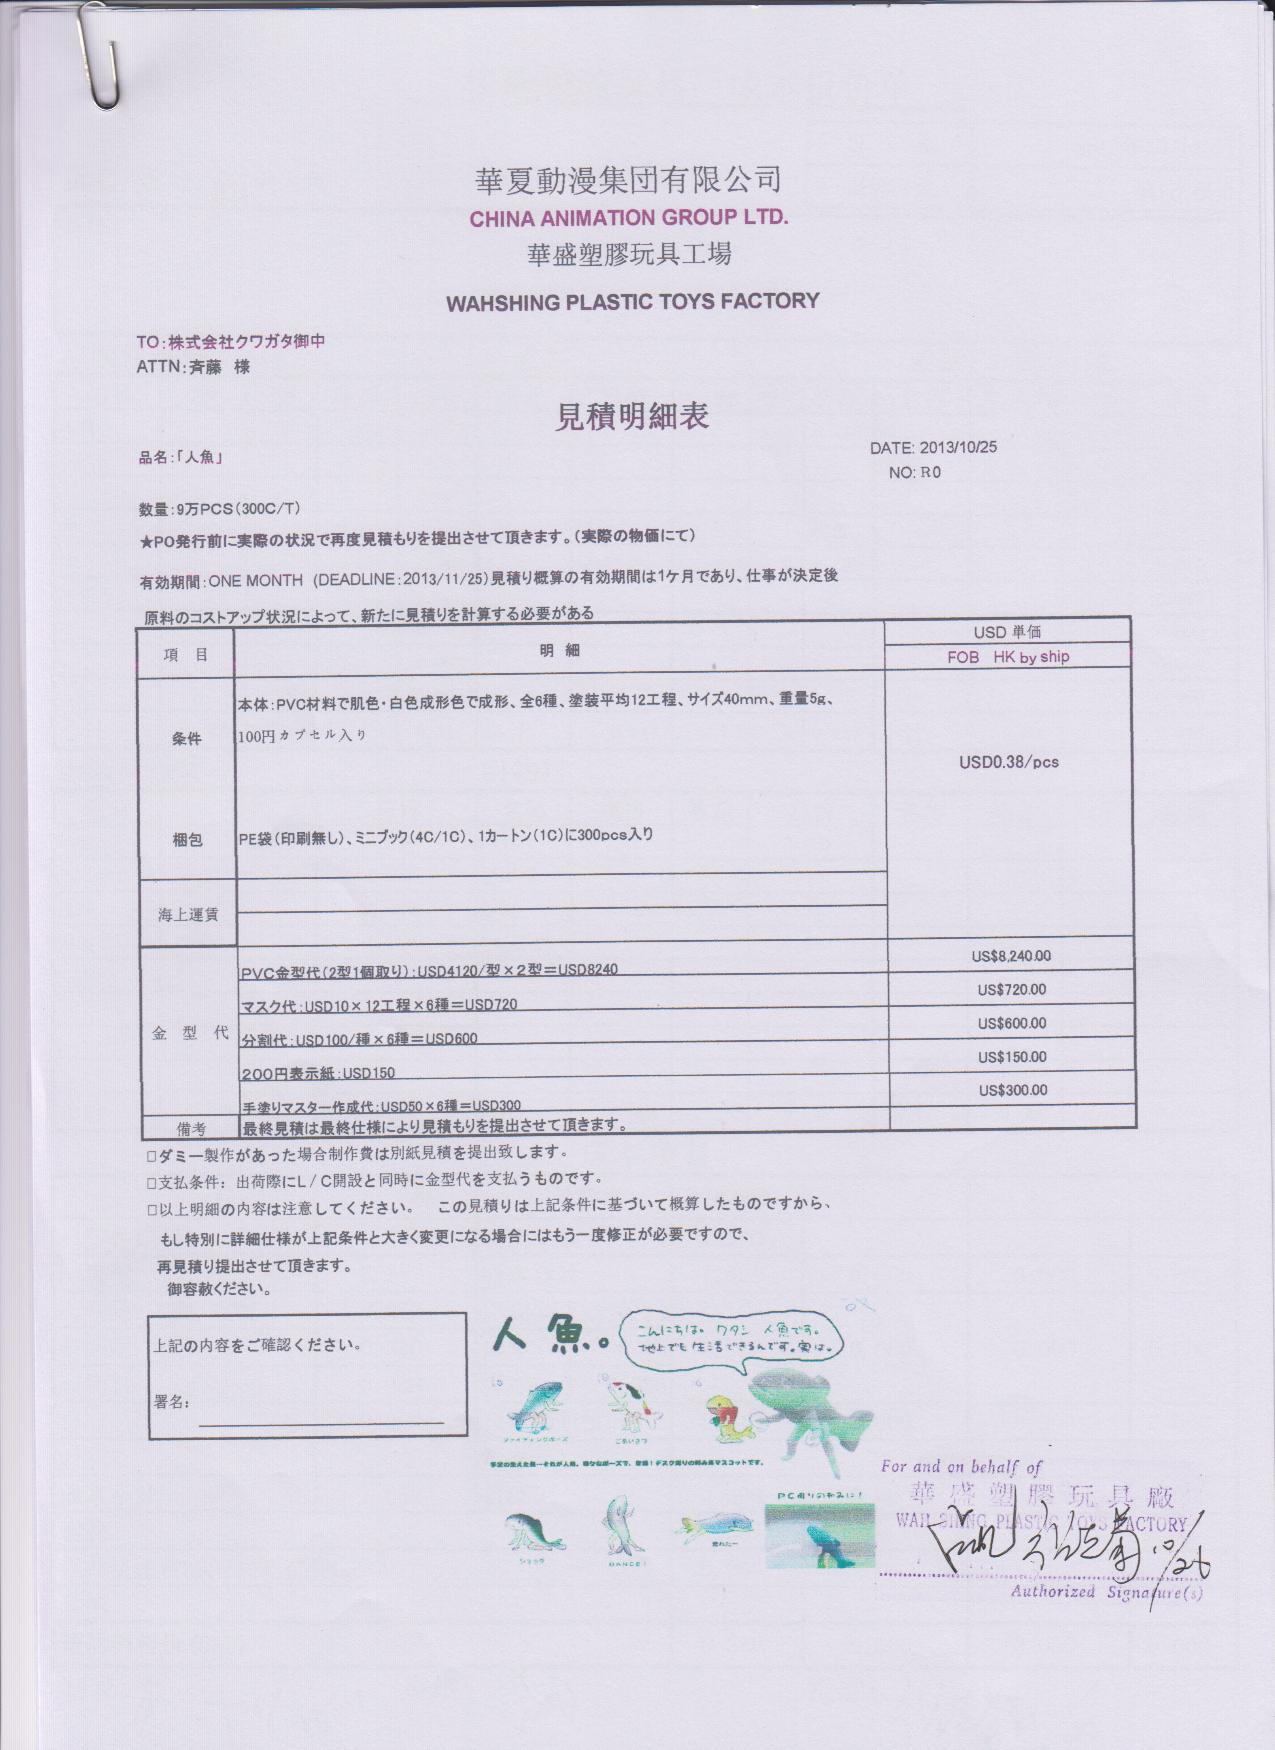 華夏動漫集団有限公司
CHINA ANIMATION GROUP LTD.
華盛塑膠玩具工場
WAHSHING PLASTIC TOYS FACTORY
TO:株式会社クワガタ御中
ATTN:斉藤 様
見積明細表
DATE: 2013/10/25
品名:「人魚」
NO: R0
数量:9万PCS(300C/T)
★PO発行前に実際の状況で再度見積もりを提出させて頂きます。(実際の物価にて)
有効期間:ONE MONTH (DEADLINE:2013/11/25)見積り概算の有効期間は1ケ月であり、仕事が決定後
原料のコストアップ状況によって、新たに見積りを計算する必要がある
項 目 明 細 USD 単価
FOB HK by ship
条件 本体:PVC材料で肌色・白色成形色で成形、全6種、塗装平均12工程、サイズ40mm、重量5g、
100円カプセル入り
USD0.38/pcs
梱包 PE袋(印刷無し)、ミニブック(4C/1C)、1カートン(1C)に300pcs入り
海上運賃
金 型 代
PVC金型代(2型1個取り):USD4120/型×2型=USD8240 US$8,240.00
マスク代:USD10×12工程×6種=USD720 US$720.00
分割代:USD100/種×6種=USD600 US$600.00
200円表示紙:USD150 US$150.00
手塗りマスター作成代:USD50×6種=USD300 US$300.00
備考 最終見積は最終仕様により見積もりを提出させて頂きます。
□ダミー製作があった場合制作費は別紙見積を提出致します。
□支払条件: 出荷際にL/C開設と同時に金型代を支払うものです。
□以上明細の内容は注意してください。 この見積りは上記条件に基づいて概算したものですから、
もし特別に詳細仕様が上記条件と大きく変更になる場合にはもう一度修正が必要ですので、
再見積り提出させて頂きます。
御容赦ください。
上記の内容をご確認ください。
署名:
人魚。
こんにちは。ワタシ 人魚です。
地上でも生活できるんです。実は。
ファイティングポーズ
ごあいさつ
PC周りの和みに!
ショック
DANCE!
疲れたー
For and on behalf of
華盛塑膠玩具廠
WAH SHING PLASTIC TOYS FACTORY
10/26
Authorized Signature(s)